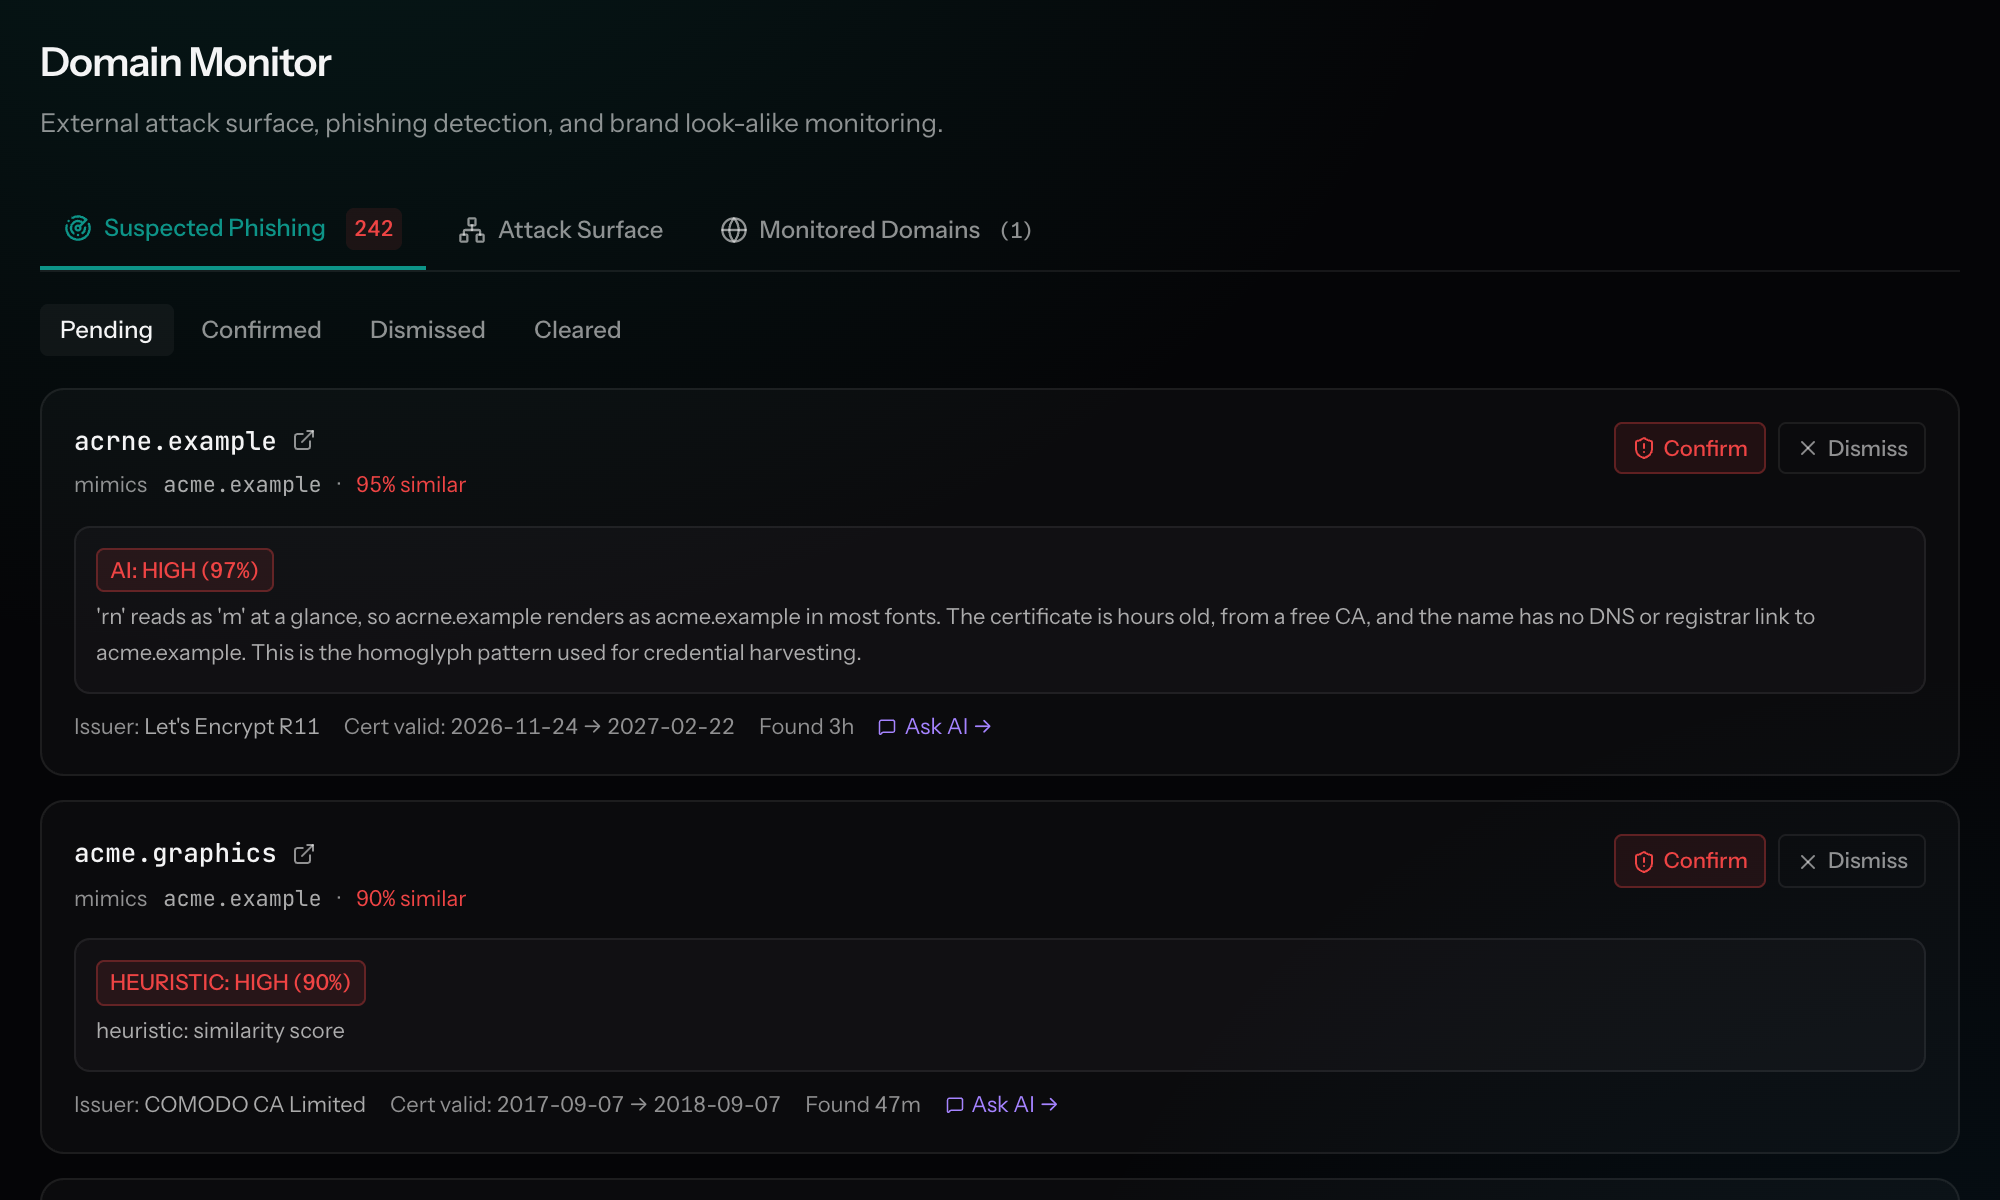 Domain Monitor
External attack surface, phishing detection, and brand look-alike monitoring.
Suspected Phishing 242 Attack Surface Monitored Domains (1)
Pending Confirmed Dismissed Cleared
acrne.example Confirm Dismiss
mimics acme.example · 95% similar
AI: HIGH (97%)
'rn' reads as 'm' at a glance, so acrne.example renders as acme.example in most fonts. The certificate is hours old, from a free CA, and the name has no DNS or registrar link to
acme.example. This is the homoglyph pattern used for credential harvesting.
Issuer: Let's Encrypt R11 Cert valid: 2026-11-24 → 2027-02-22 Found 3h Ask AI →
acme.graphics Confirm Dismiss
mimics acme.example · 90% similar
HEURISTIC: HIGH (90%)
heuristic: similarity score
Issuer: COMODO CA Limited Cert valid: 2017-09-07 → 2018-09-07 Found 47m Ask AI →